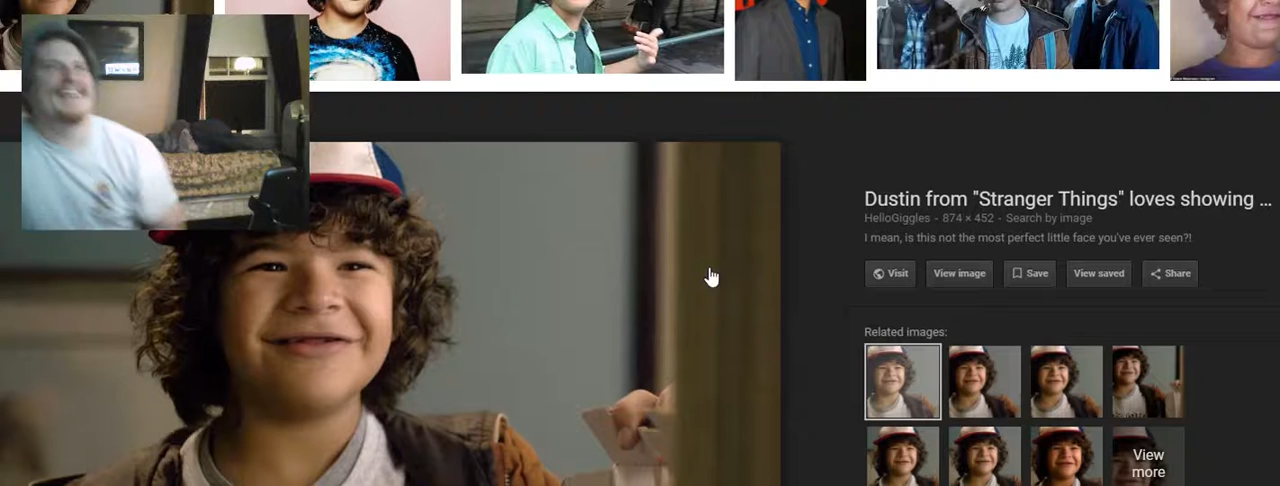 Dustin from "Stranger Things" loves showing ...
HelloGiggles - 874 × 452 - Search by image
I mean, is this not the most perfect little face you've ever seen?!
Visit
View image
Save
View saved
Share
Related images:
View
more